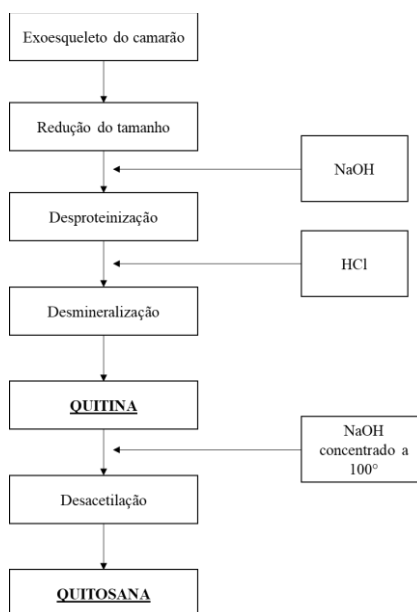 Exoesqueleto do camarão
Redução do tamanho
NaOH
Desproteinização
HCl
Desmineralização
QUITINA
NaOH
concentrado a
100°
Desacetilação
QUITOSANA